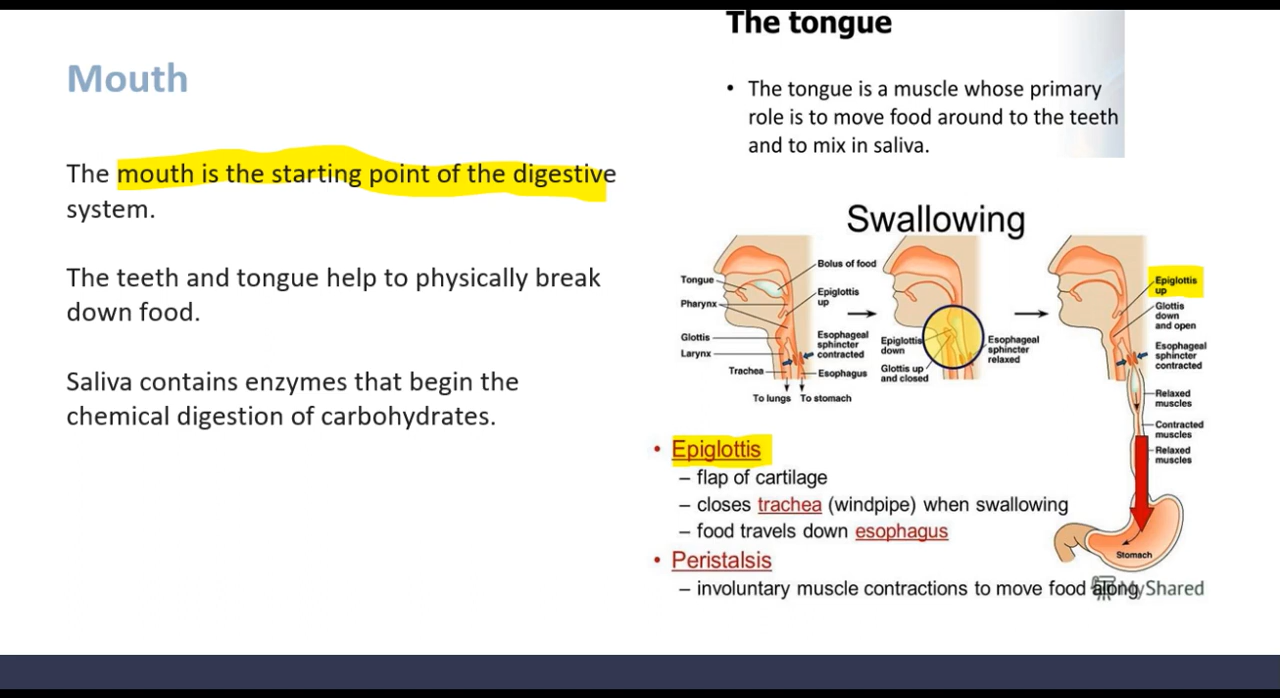 Mouth
The mouth is the starting point of the digestive
system.
The teeth and tongue help to physically break
down food.
Saliva contains enzymes that begin the
chemical digestion of carbohydrates.
The tongue
• The tongue is a muscle whose primary
role is to move food around to the teeth
and to mix in saliva.
Swallowing
Tongue
Pharynx
Glottis
Larynx
Trachea
To lungs
To stomach
Bolus of food
Epiglottis
up
Esophageal
sphincter
contracted
Esophagus
Epiglottis
down
Glottis up
and closed
Esophageal
sphincter
relaxed
Epiglottis
up
Glottis
down
and open
Esophageal
sphincter
contracted
Relaxed
muscles
Contracted
muscles
Relaxed
muscles
Stomach
• Epiglottis
– flap of cartilage
– closes trachea (windpipe) when swallowing
– food travels down esophagus
• Peristalsis
– involuntary muscle contractions to move food along
MyShared